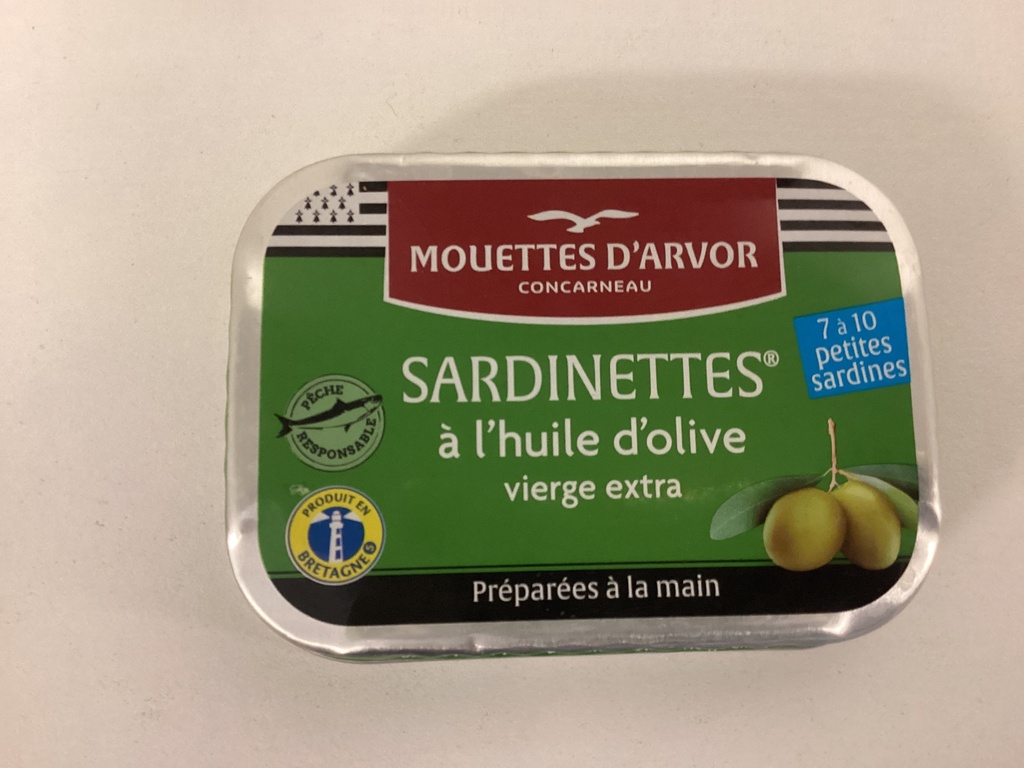 MOUETTES D'ARVOR
CONCARNEAU
7 à 10
petites
sardines
SARDINETTES®
à l'huile d'olive
vierge extra
PÊCHE
RESPONSABLE
PRODUIT EN
BRETAGNE
Préparées à la main